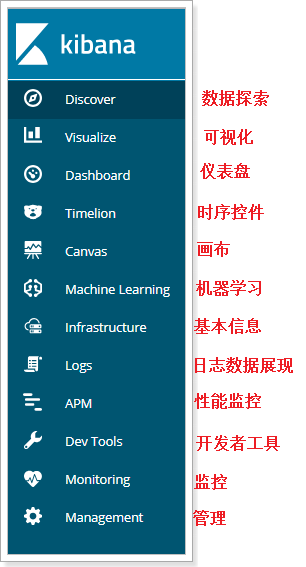 kibana
Discover 数据探索
Visualize 可视化
Dashboard 仪表盘
Timelion 时序控件
Canvas 画布
Machine Learning 机器学习
Infrastructure 基本信息
Logs 日志数据展现
APM 性能监控
Dev Tools 开发者工具
Monitoring 监控
Management 管理